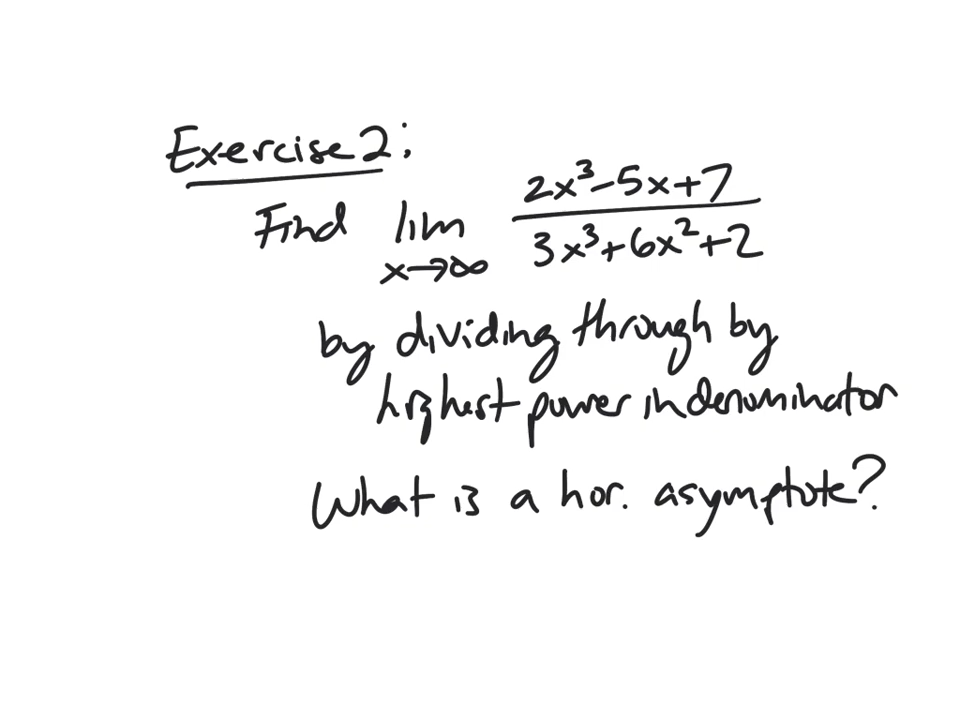 Exercise 2:
Find lim x→∞ (2x³-5x+7)/(3x³+6x²+2)
by dividing through by
highest power in denominator
What is a hor. asymptote?